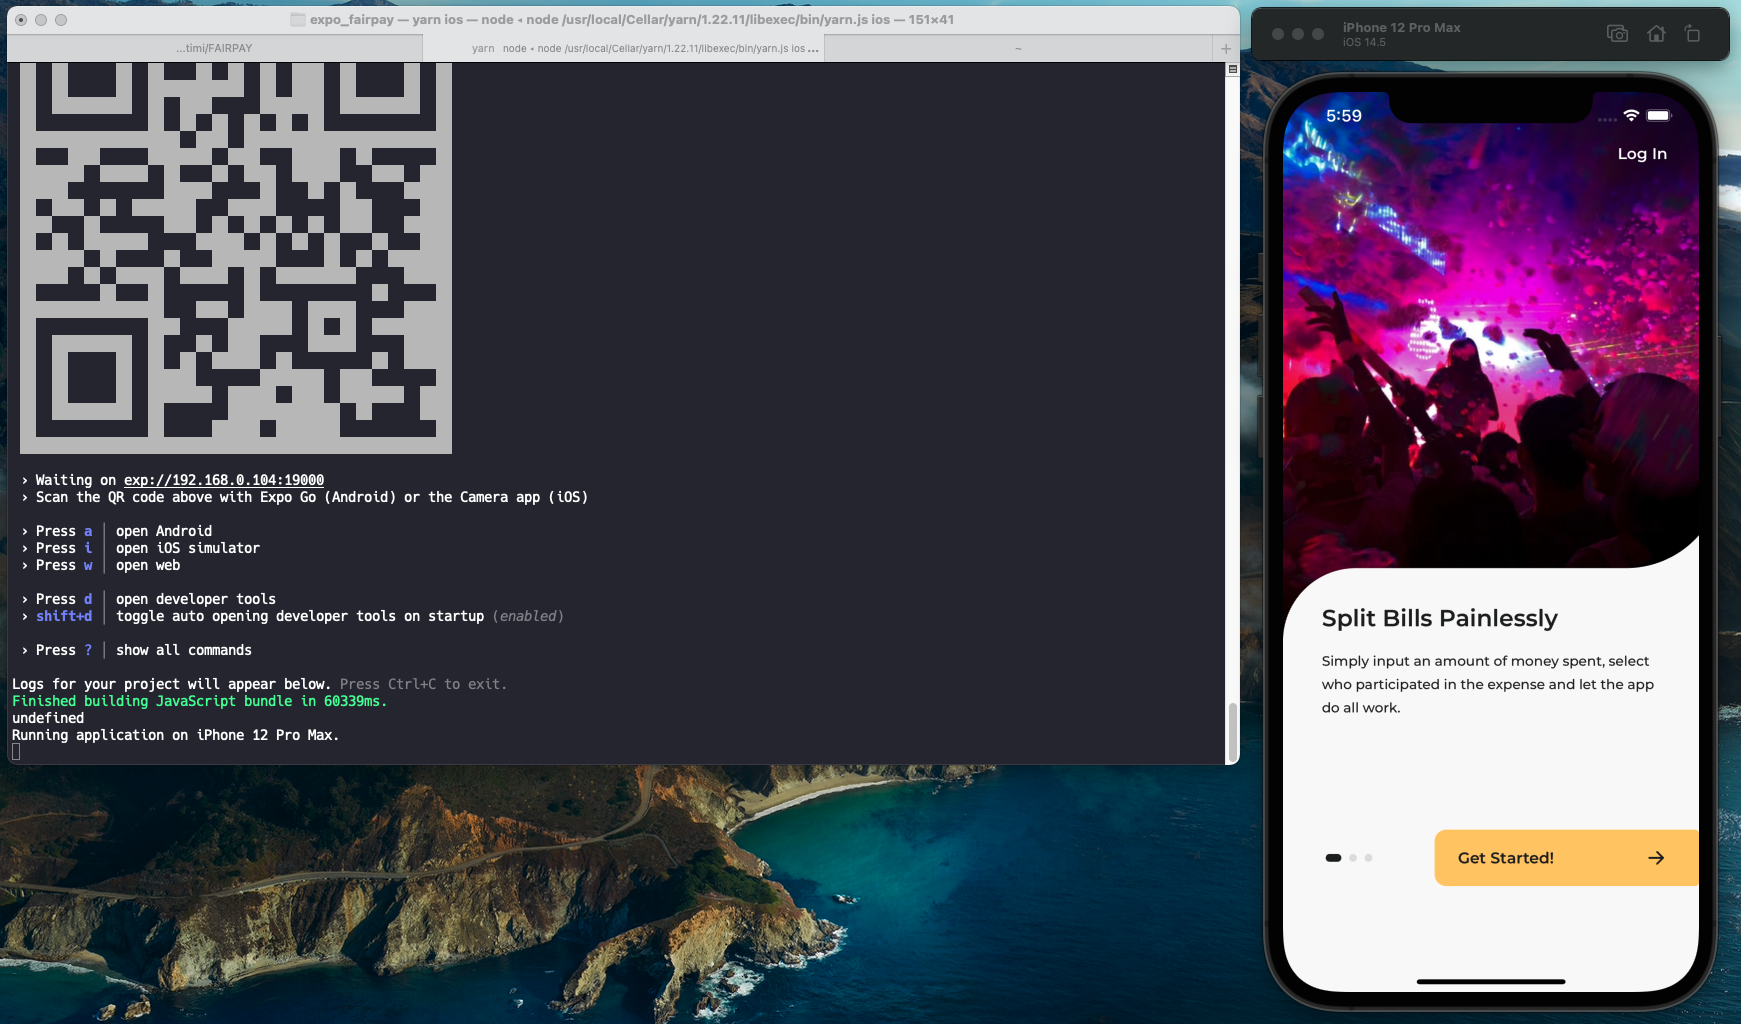 expo_fairpay — yarn ios — node ◂ node /usr/local/Cellar/yarn/1.22.11/libexec/bin/yarn.js ios — 151×41
...timi/FAIRPAY
yarn node • node /usr/local/Cellar/yarn/1.22.11/libexec/bin/yarn.js ios ...
~
+
› Waiting on exp://192.168.0.104:19000
› Scan the QR code above with Expo Go (Android) or the Camera app (iOS)
› Press a │ open Android
› Press i │ open iOS simulator
› Press w │ open web
› Press d │ open developer tools
› shift+d │ toggle auto opening developer tools on startup (enabled)
› Press ? │ show all commands
Logs for your project will appear below. Press Ctrl+C to exit.
Finished building JavaScript bundle in 60339ms.
undefined
Running application on iPhone 12 Pro Max.
iPhone 12 Pro Max
iOS 14.5
5:59
Log In
Split Bills Painlessly
Simply input an amount of money spent, select
who participated in the expense and let the app
do all work.
Get Started!